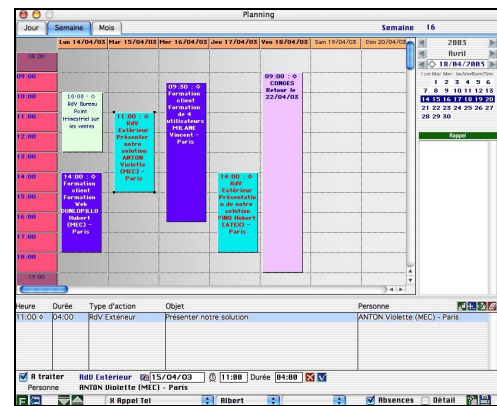 Planning
Jour Semaine Mois Semaine 16
Lun 14/04/03 Mar 15/04/03 Mer 16/04/03 Jeu 17/04/03 Ven 18/04/03 Sam 19/04/03 Dim 20/04/03
2003
Avril
18/04/2003
Lun Mar Mer Jeu Ven Sam Dim
1 2 3 4 5 6
7 8 9 10 11 12 13
14 15 16 17 18 19 20
21 22 23 24 25 26 27
28 29 30
Rappel
08:00
09:00
10:00
11:00
12:00
13:00
14:00
15:00
16:00
17:00
18:00
19:00
10:00 :
RdV Bureau
Point
trimestriel sur
les ventes
14:00 :
Formation
client
Formation
Web
DUNLOPILLO
Hubert
(MEC) -
Paris
11:00 :
RdV
Extérieur
Présenter
notre
solution
ANTON
Violette
(MEC) -
Paris
09:30 :
Formation
client
Formation
de 4
utilisateurs
MILANE
Vincent -
Paris
14:00 :
RdV
Extérieur
Présentatio
n de notre
solution
PINO Hubert
(ATEX) -
Paris
09:00 :
CONGES
Retour le
22/04/03
Heure Durée Type d'action Objet Personne
11:00 04:00 RdV Extérieur Présenter notre solution ANTON Violette (MEC) - Paris
A traiter RdV Extérieur 15/04/03 11:00 Durée 04:00
Personne ANTON Violette (MEC) - Paris
X Appel Tel Albert Absences Détail